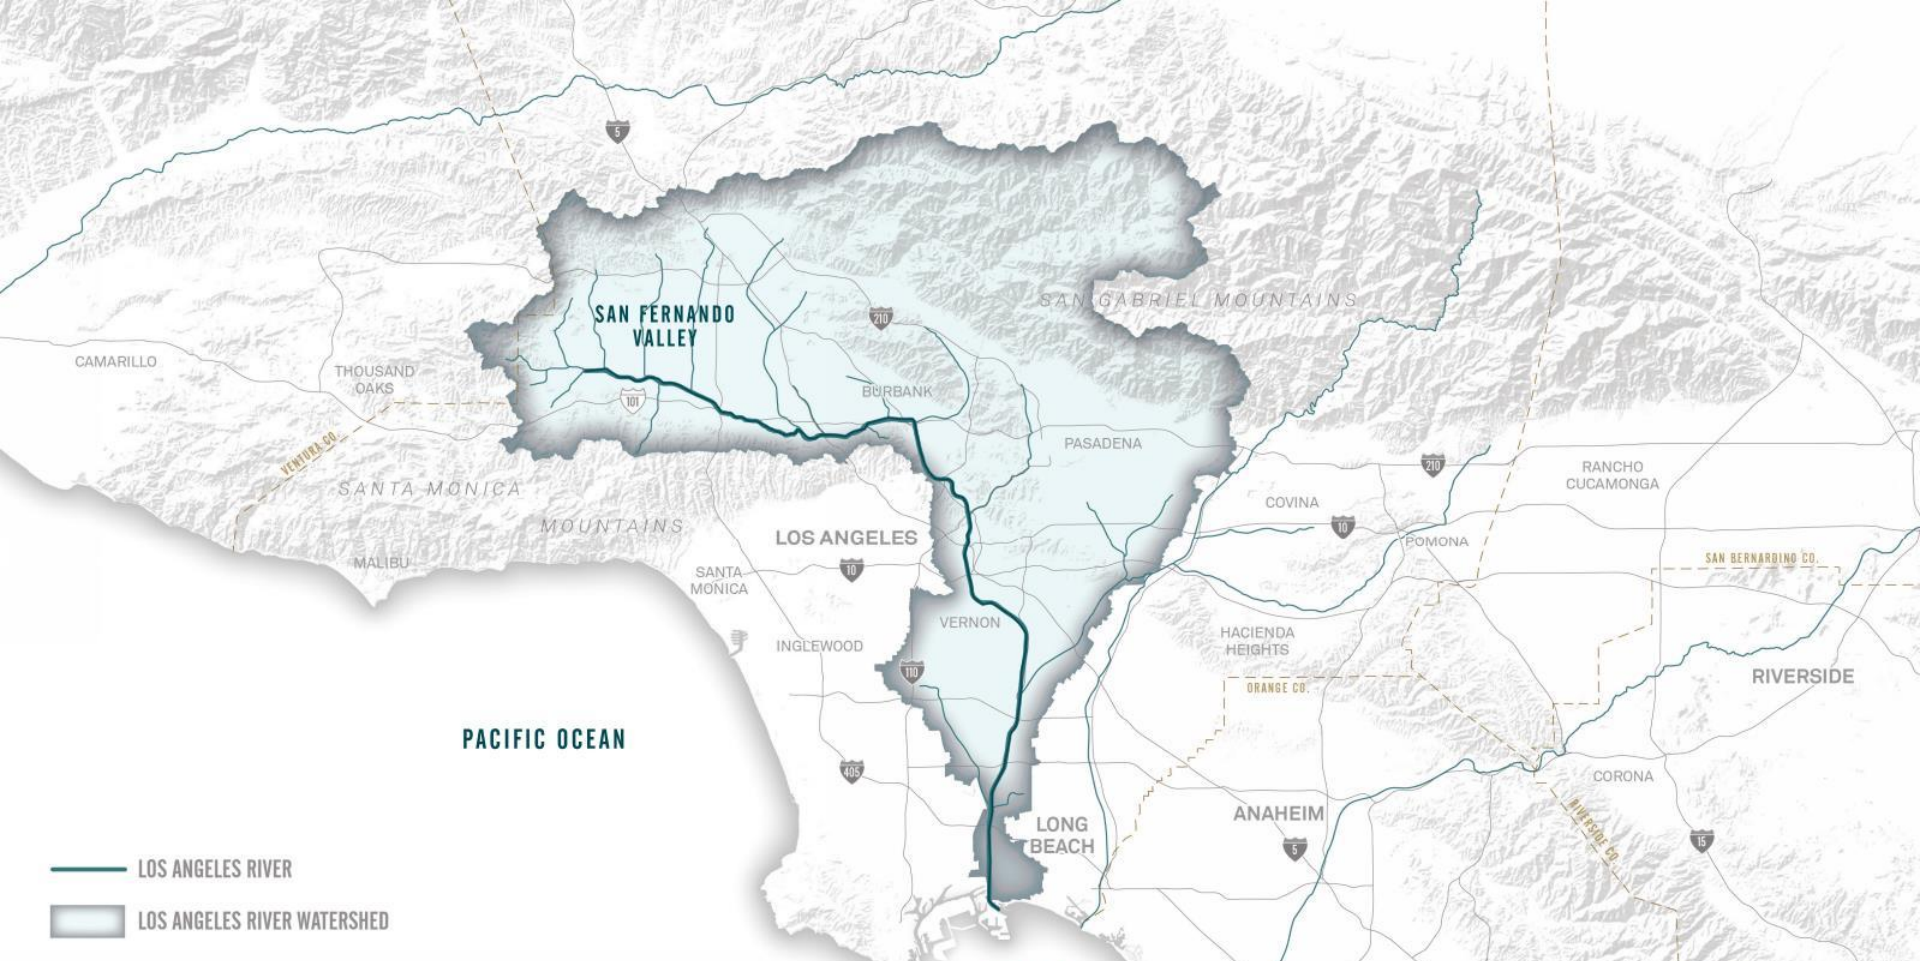 5
SAN GABRIEL MOUNTAINS
SAN FERNANDO
VALLEY
210
CAMARILLO
THOUSAND
OAKS
101
BURBANK
VENTURA CO.
PASADENA
SANTA MONICA
MOUNTAINS
210
RANCHO
CUCAMONGA
COVINA
10
POMONA
LOS ANGELES
10
MALIBU
SANTA
MONICA
SAN BERNARDINO CO.
VERNON
INGLEWOOD
110
HACIENDA
HEIGHTS
ORANGE CO.
RIVERSIDE
PACIFIC OCEAN
405
CORONA
RIVERSIDE CO.
ANAHEIM
5
15
LONG
BEACH
LOS ANGELES RIVER
LOS ANGELES RIVER WATERSHED